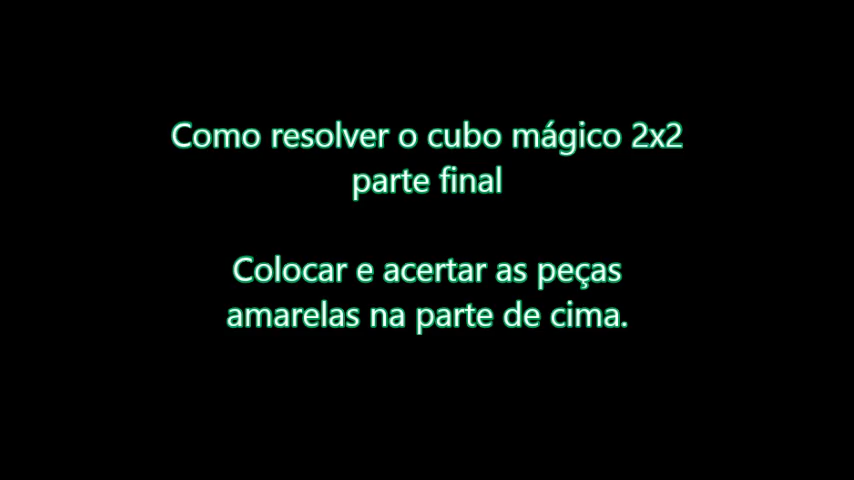 Como resolver o cubo mágico 2x2
parte final
Colocar e acertar as peças
amarelas na parte de cima.